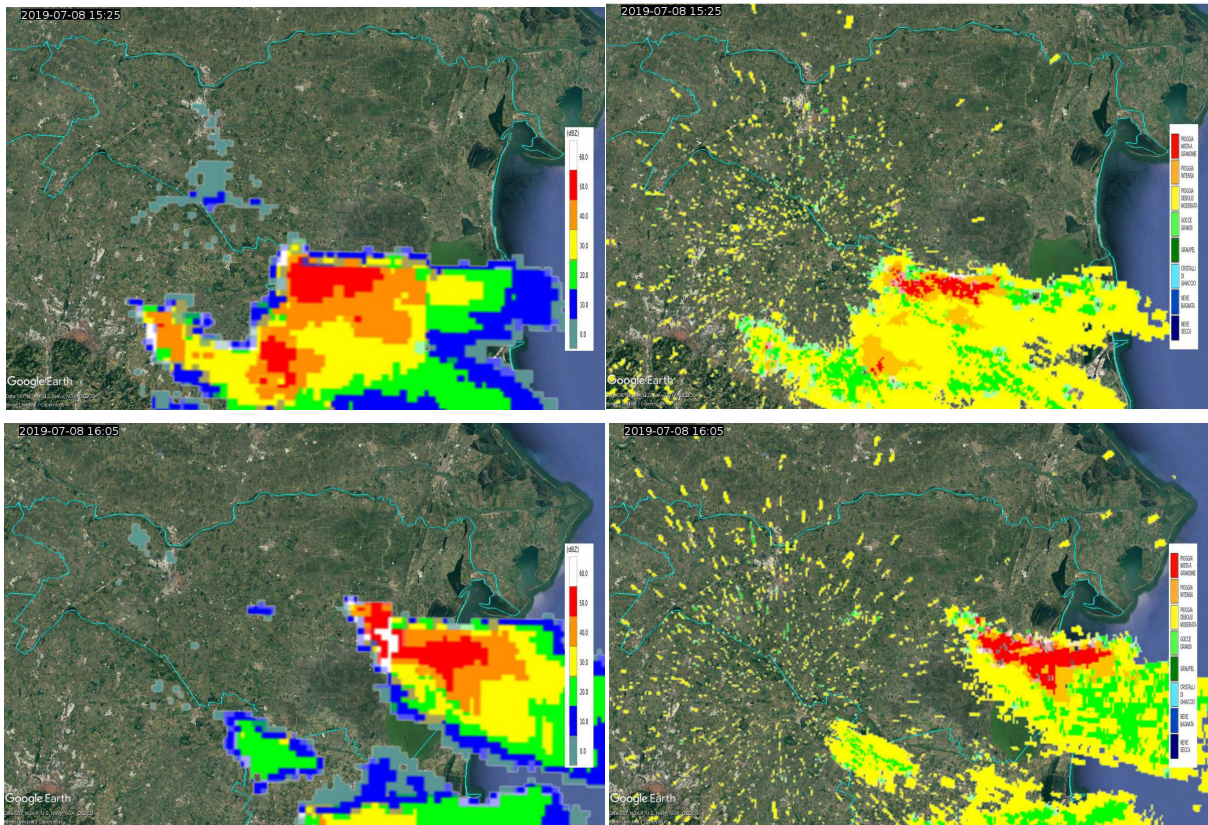 2019-07-08 15:25
(dBZ)
60.0
50.0
40.0
30.0
20.0
10.0
0.0
Google Earth
2019-07-08 15:25
PIOGGIA
MISTA A
GRANDINE
PIOGGIA
INTENSA
PIOGGIA
DEBOLE/
MODERATA
GOCCE
GRANDI
GRAUPEL
CRISTALLI
DI
GHIACCIO
NEVE
BAGNATA
NEVE
SECCA
Google Earth
2019-07-08 16:05
(dBZ)
60.0
50.0
40.0
30.0
20.0
10.0
0.0
Google Earth
2019-07-08 16:05
PIOGGIA
MISTA A
GRANDINE
PIOGGIA
INTENSA
PIOGGIA
DEBOLE/
MODERATA
GOCCE
GRANDI
GRAUPEL
CRISTALLI
DI
GHIACCIO
NEVE
BAGNATA
NEVE
SECCA
Google Earth